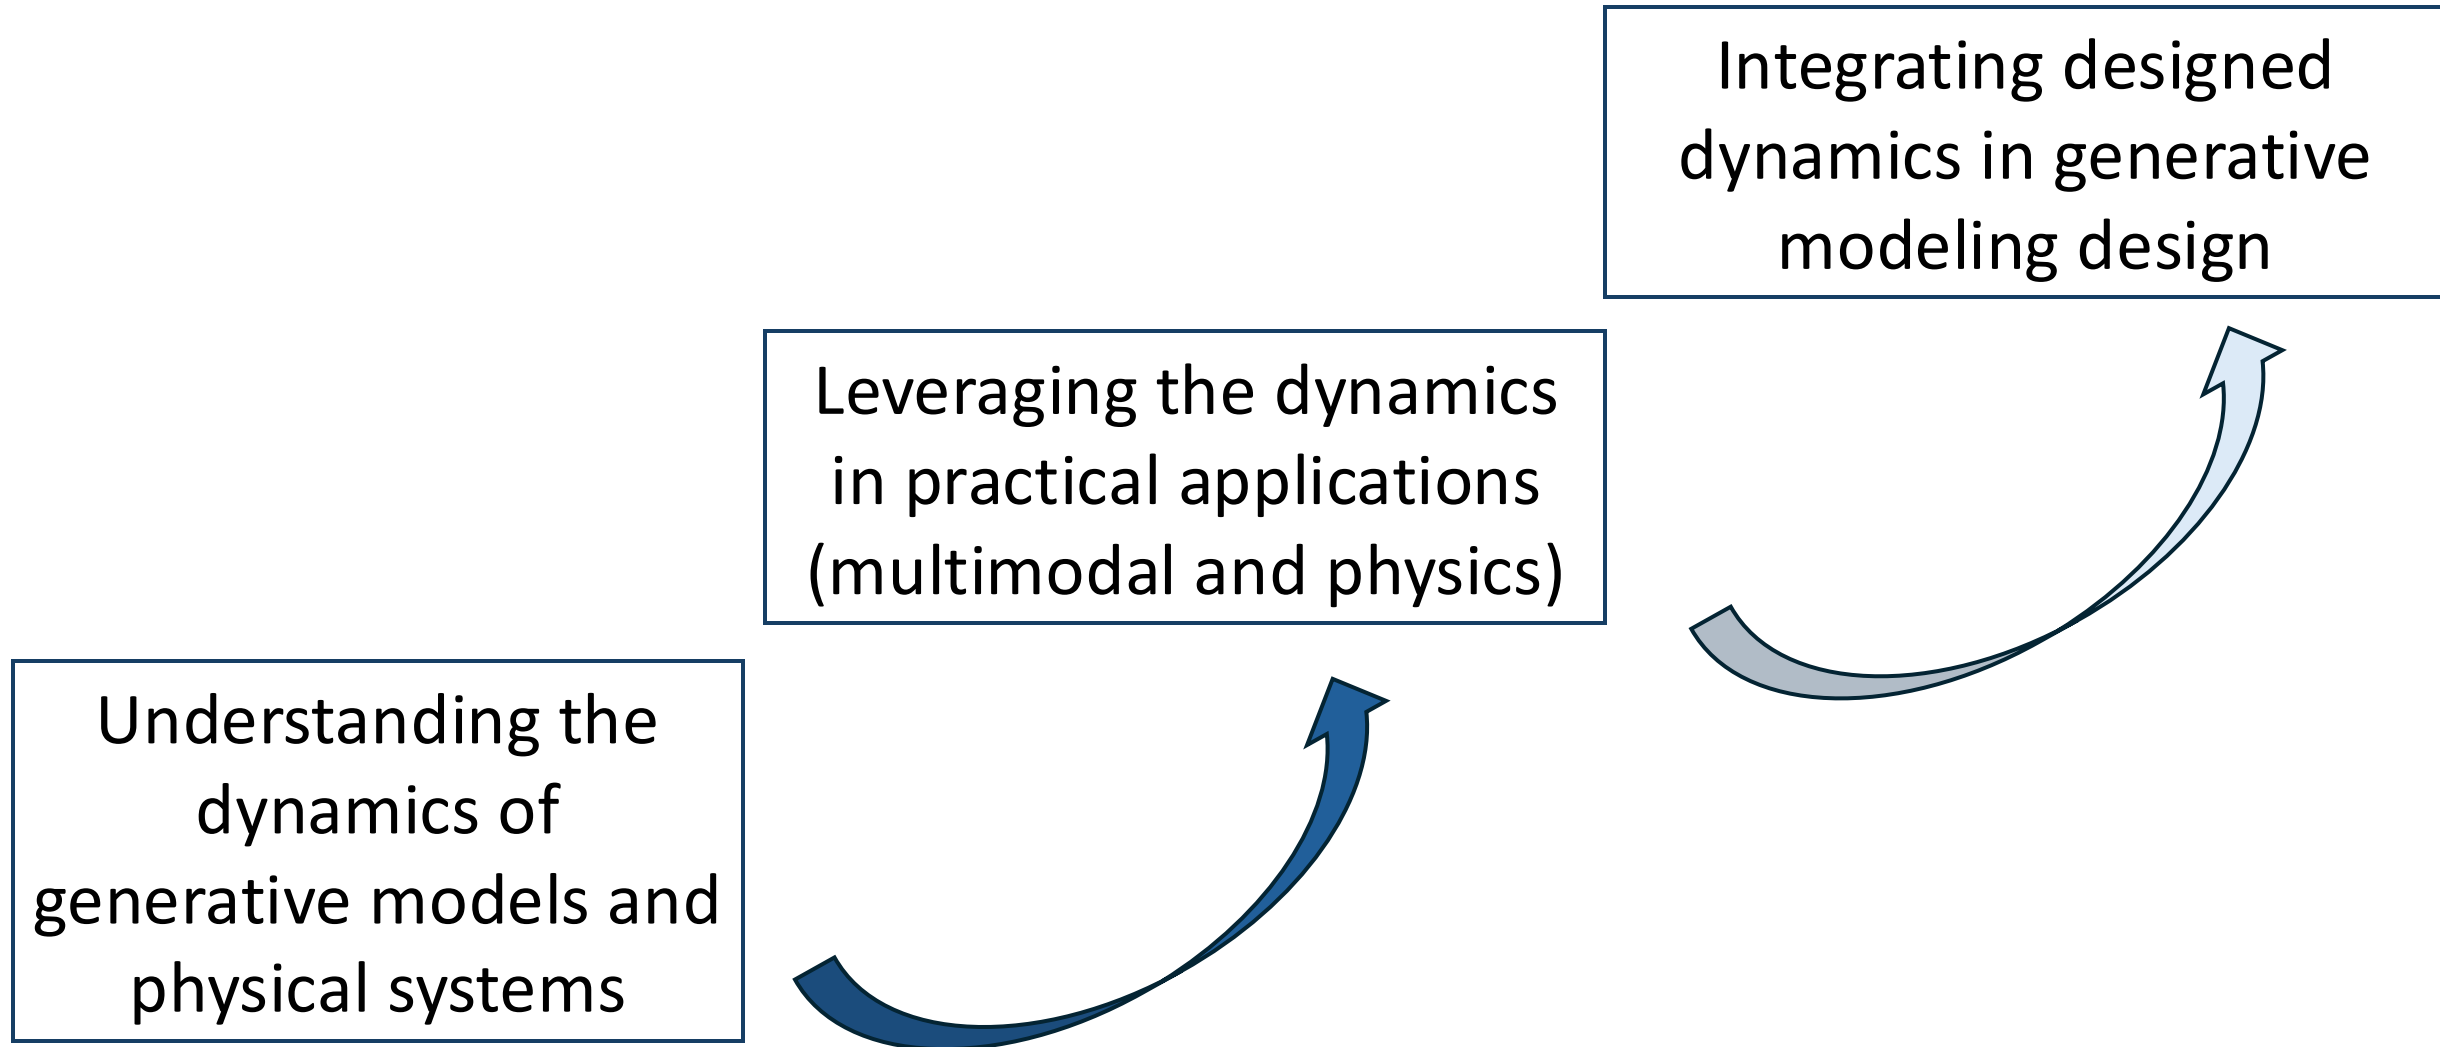 Integrating designed
dynamics in generative
modeling design
Leveraging the dynamics
in practical applications
(multimodal and physics)
Understanding the
dynamics of
generative models and
physical systems